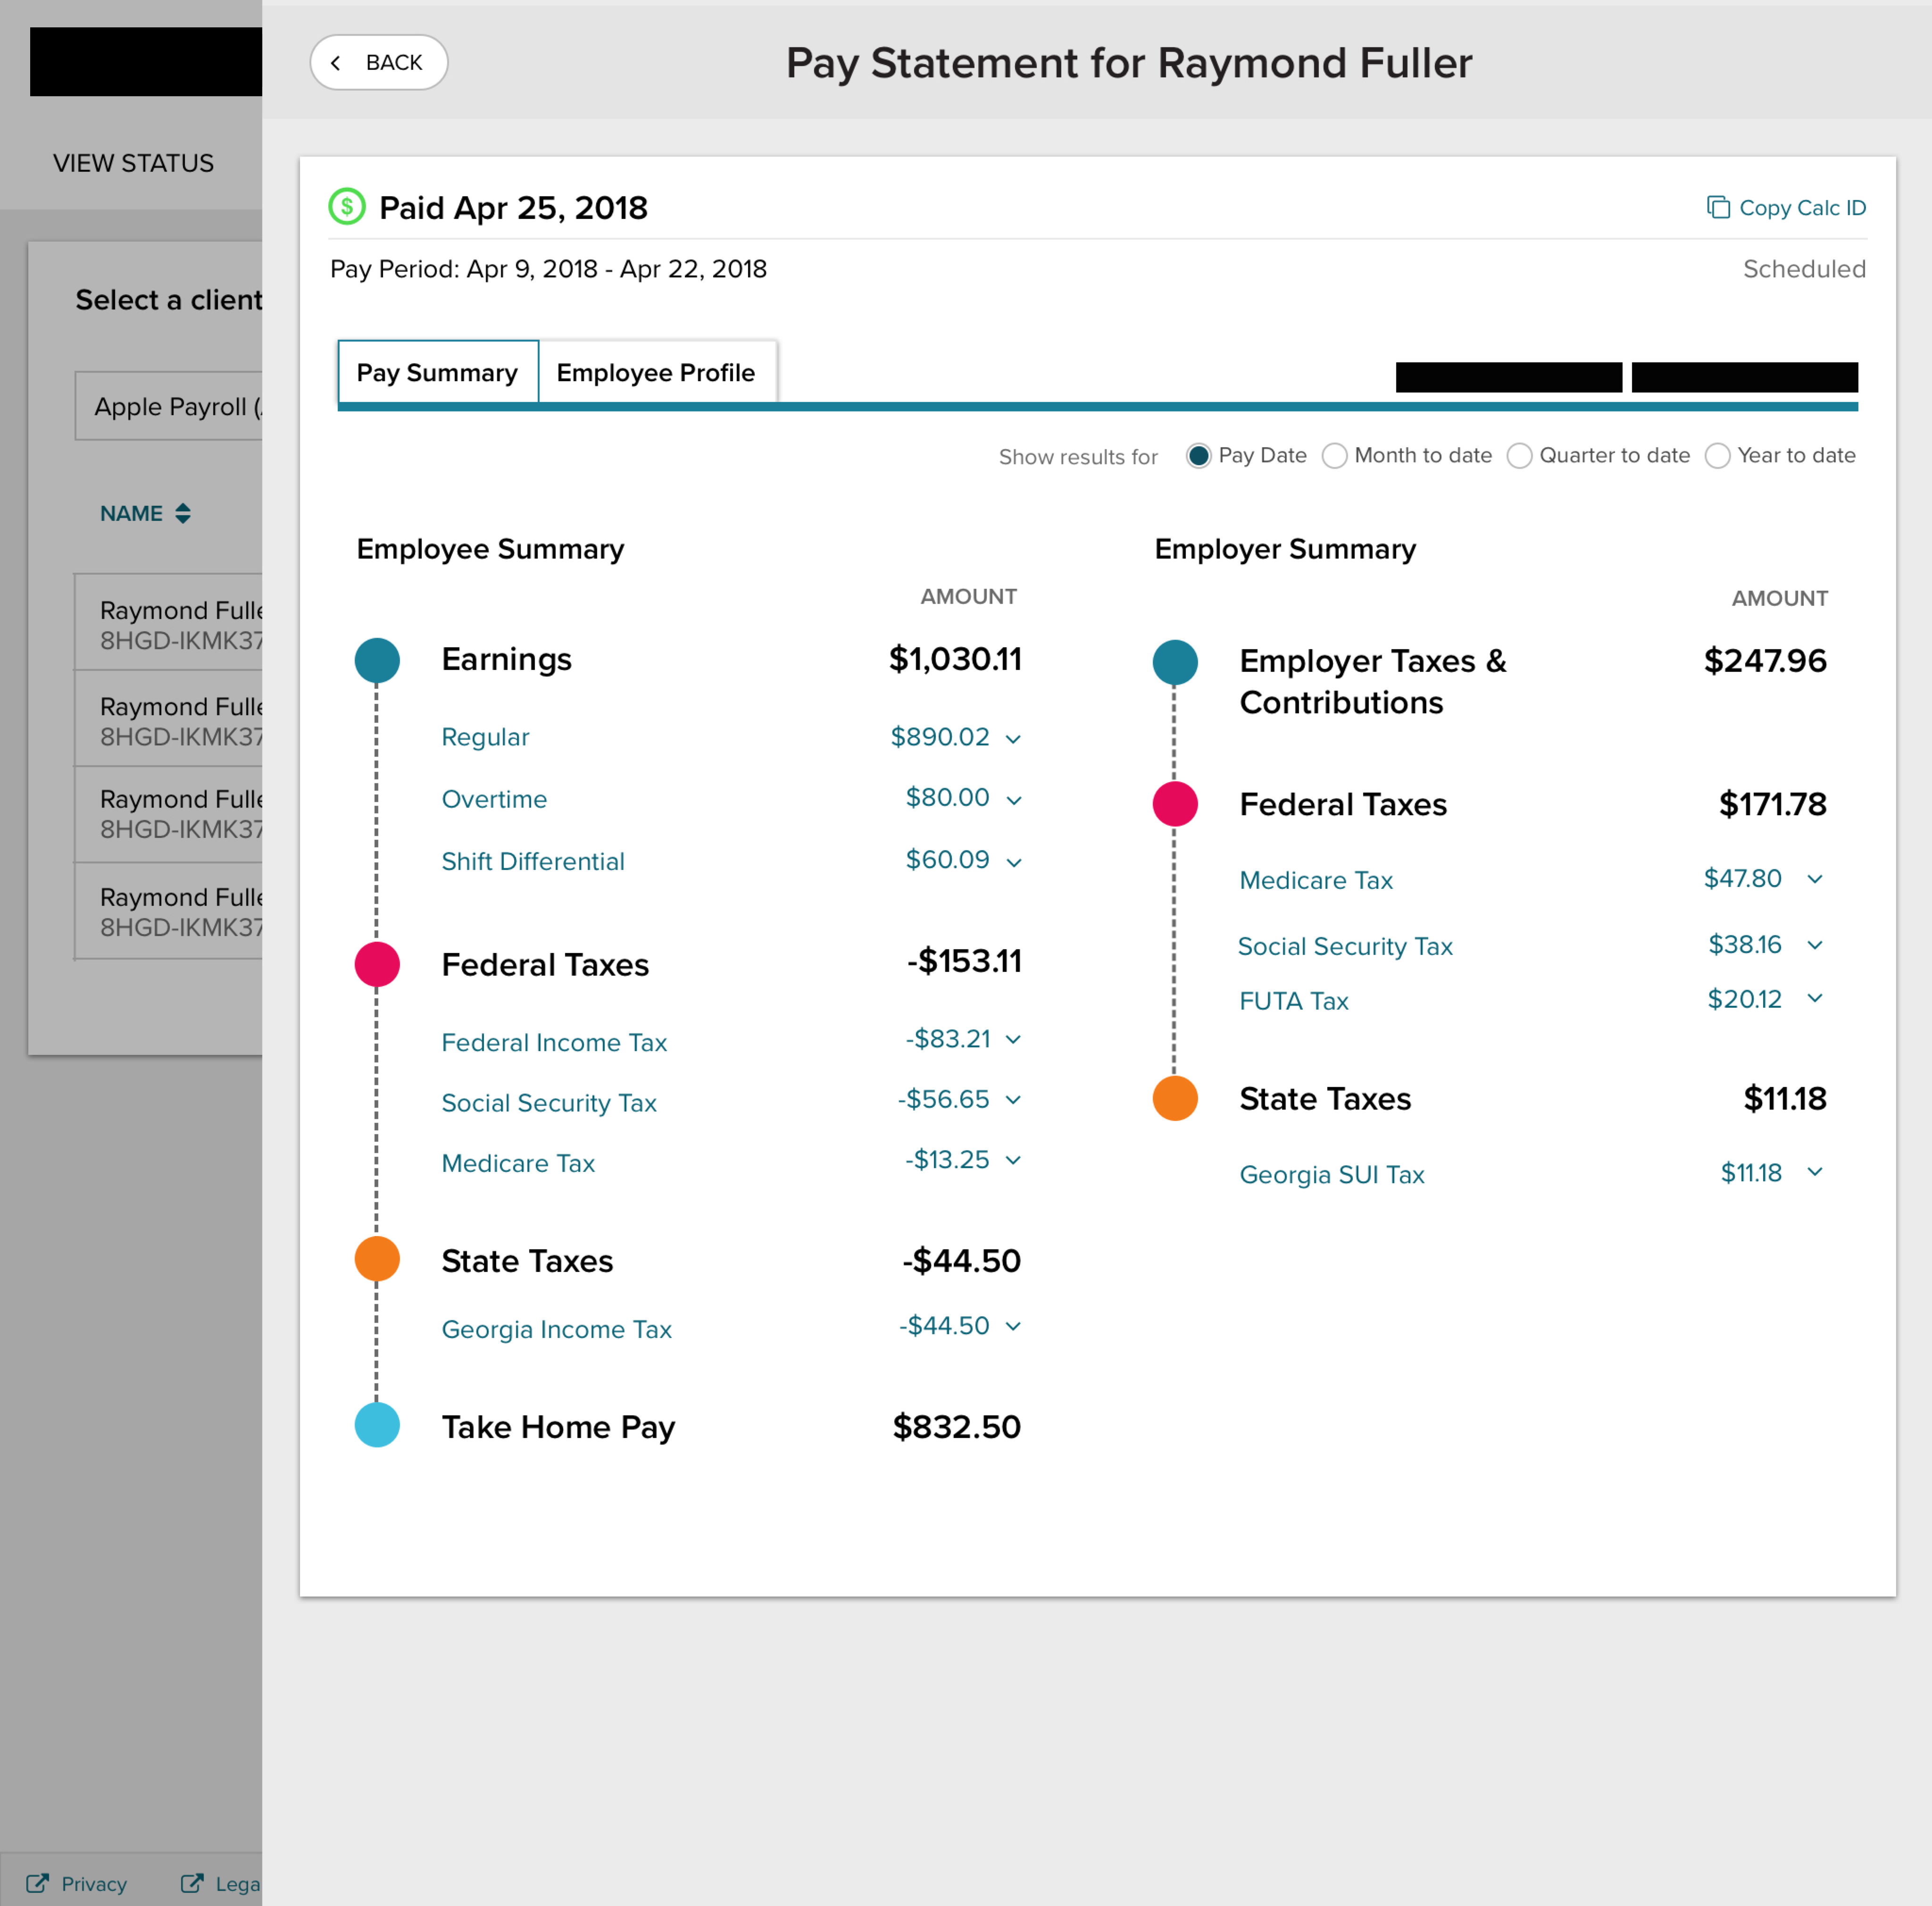 BACK
Pay Statement for Raymond Fuller
VIEW STATUS
Select a client
Apple Payroll (
NAME
Raymond Fulle
8HGD-IKMK37
Raymond Fulle
8HGD-IKMK37
Raymond Fulle
8HGD-IKMK37
Raymond Fulle
8HGD-IKMK37
Privacy
Lega
$ Paid Apr 25, 2018
Copy Calc ID
Pay Period: Apr 9, 2018 - Apr 22, 2018
Scheduled
Pay Summary Employee Profile
Show results for Pay Date Month to date Quarter to date Year to date
Employee Summary
AMOUNT
Earnings $1,030.11
Regular $890.02
Overtime $80.00
Shift Differential $60.09
Federal Taxes -$153.11
Federal Income Tax -$83.21
Social Security Tax -$56.65
Medicare Tax -$13.25
State Taxes -$44.50
Georgia Income Tax -$44.50
Take Home Pay $832.50
Employer Summary
AMOUNT
Employer Taxes & $247.96
Contributions
Federal Taxes $171.78
Medicare Tax $47.80
Social Security Tax $38.16
FUTA Tax $20.12
State Taxes $11.18
Georgia SUI Tax $11.18